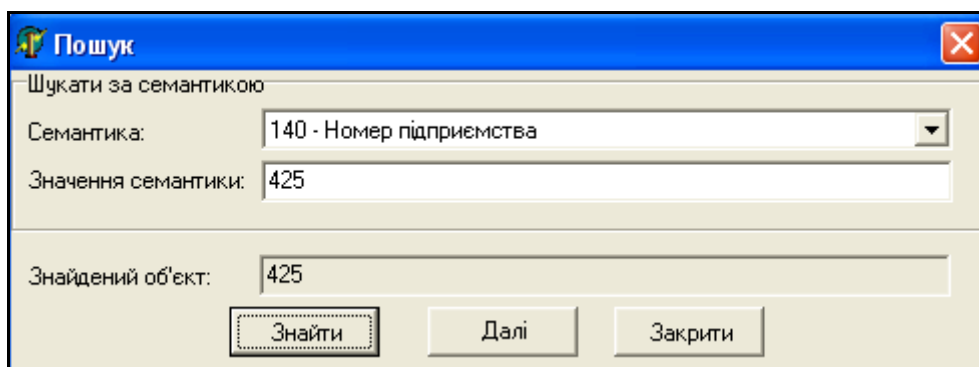 Пошук
Шукати за семантикою
Семантика: 140 - Номер підприємства
Значення семантики: 425
Знайдений об'єкт: 425
Знайти Далі Закрити